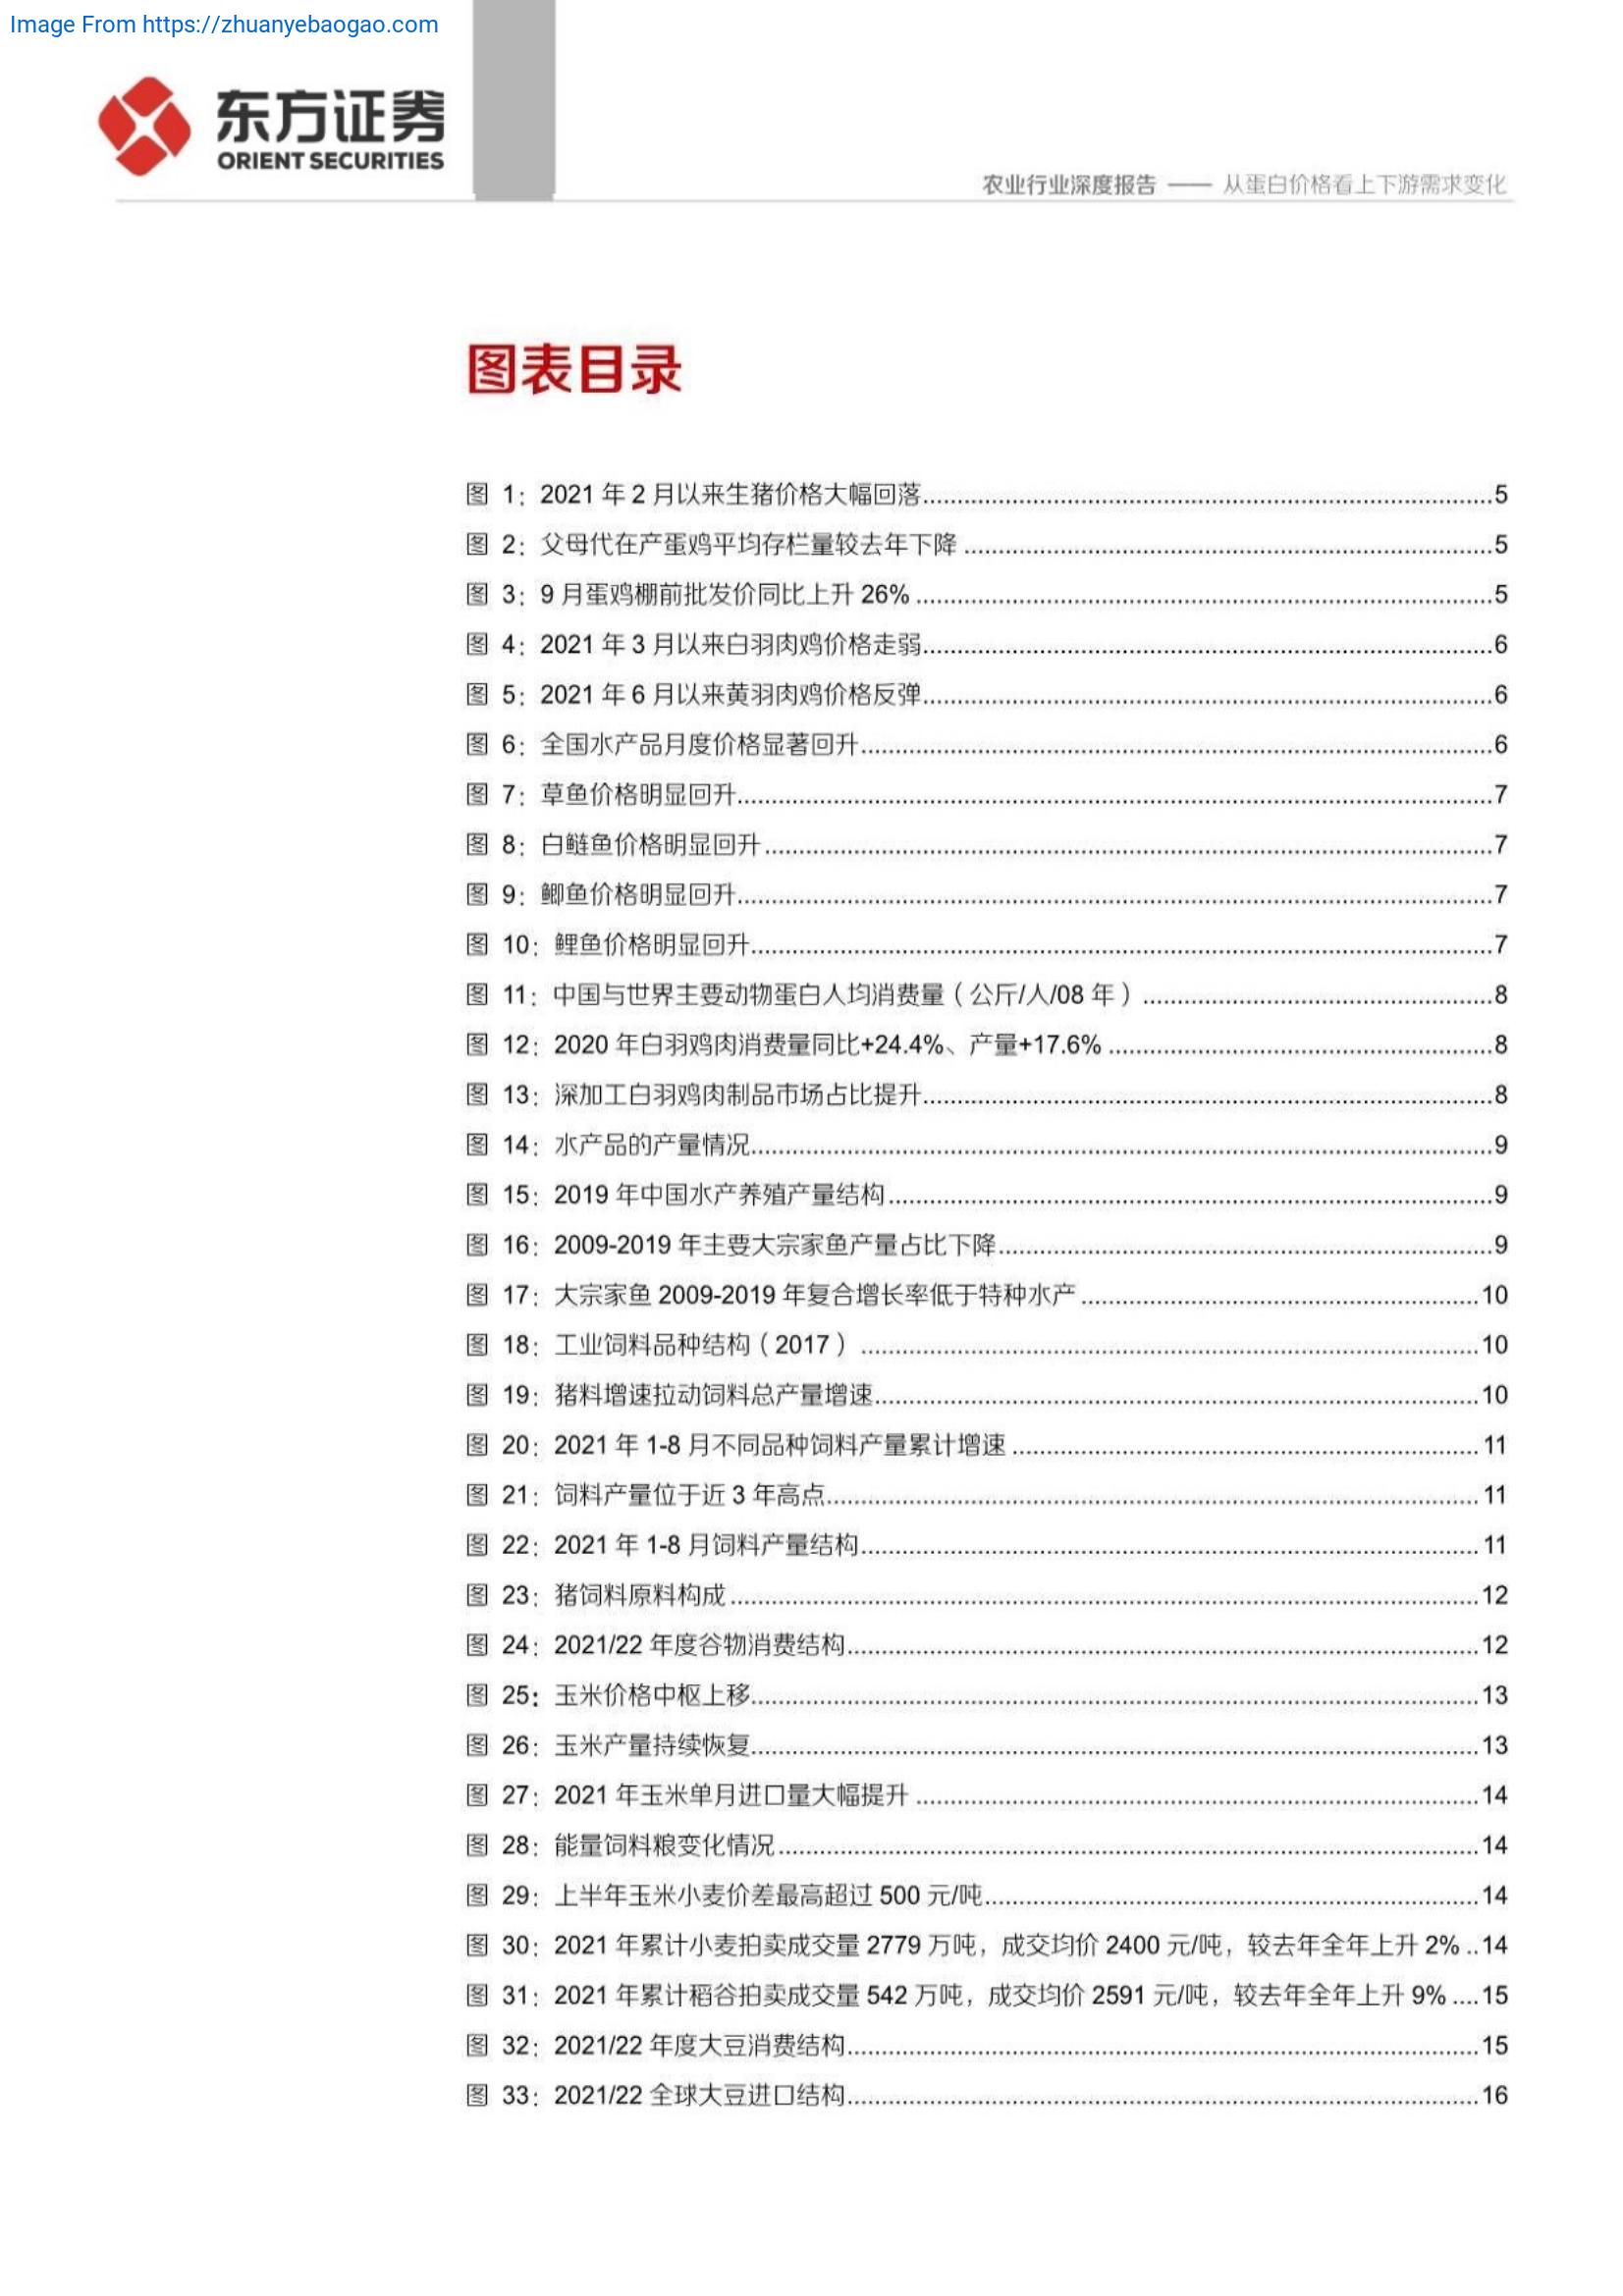 Image From https://zhuanyebaogao.com
东方证券
ORIENT SECURITIES
农业行业深度报告 —— 从蛋白价格看上下游需求变化
图表目录
图 1：2021 年 2 月以来生猪价格大幅回落..........5
图 2：父母代在产蛋鸡平均存栏量较去年下降..........5
图 3：9 月蛋鸡棚前批发价同比上升 26%..........5
图 4：2021 年 3 月以来白羽肉鸡价格走弱..........6
图 5：2021 年 6 月以来黄羽肉鸡价格反弹..........6
图 6：全国水产品月度价格显著回升..........6
图 7：草鱼价格明显回升..........7
图 8：白鲢鱼价格明显回升..........7
图 9：鲫鱼价格明显回升..........7
图 10：鲤鱼价格明显回升..........7
图 11：中国与世界主要动物蛋白人均消费量（公斤/人/08 年）..........8
图 12：2020 年白羽鸡肉消费量同比+24.4%、产量+17.6%..........8
图 13：深加工白羽鸡肉制品市场占比提升..........8
图 14：水产品的产量情况..........9
图 15：2019 年中国水产养殖产量结构..........9
图 16：2009-2019 年主要大宗家鱼产量占比下降..........9
图 17：大宗家鱼 2009-2019 年复合增长率低于特种水产..........10
图 18：工业饲料品种结构（2017）..........10
图 19：猪料增速拉动饲料总产量增速..........10
图 20：2021 年 1-8 月不同品种饲料产量累计增速..........11
图 21：饲料产量位于近 3 年高点..........11
图 22：2021 年 1-8 月饲料产量结构..........11
图 23：猪饲料原料构成..........12
图 24：2021/22 年度谷物消费结构..........12
图 25：玉米价格中枢上移..........13
图 26：玉米产量持续恢复..........13
图 27：2021 年玉米单月进口量大幅提升..........14
图 28：能量饲料粮变化情况..........14
图 29：上半年玉米小麦价差最高超过 500 元/吨..........14
图 30：2021 年累计小麦拍卖成交量 2779 万吨，成交均价 2400 元/吨，较去年全年上升 2%..14
图 31：2021 年累计稻谷拍卖成交量 542 万吨，成交均价 2591 元/吨，较去年全年上升 9%....15
图 32：2021/22 年度大豆消费结构..........15
图 33：2021/22 全球大豆进口结构..........16